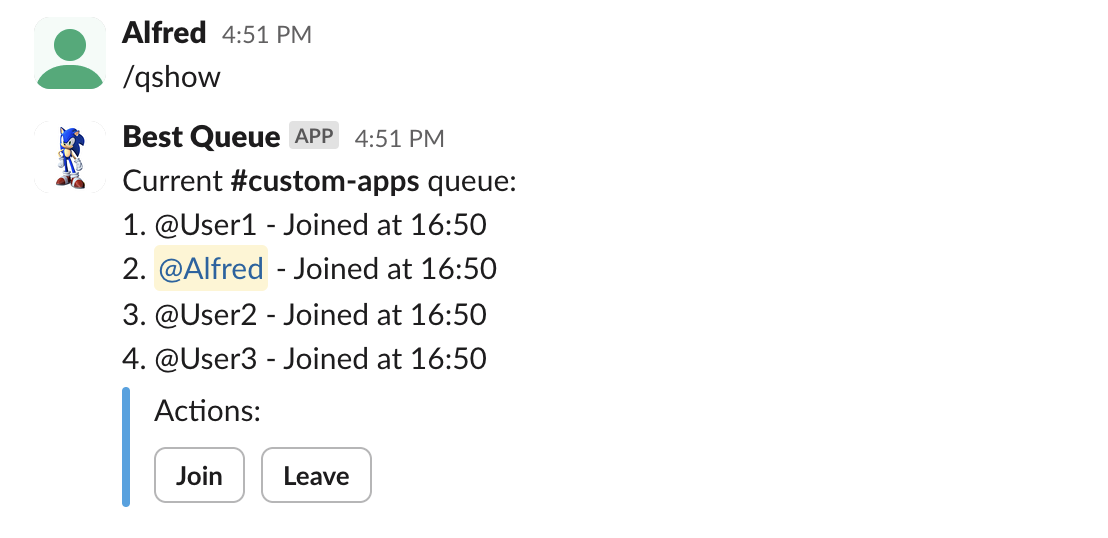 Alfred 4:51 PM
/qshow
Best Queue APP 4:51 PM
Current #custom-apps queue:
1. @User1 - Joined at 16:50
2. @Alfred - Joined at 16:50
3. @User2 - Joined at 16:50
4. @User3 - Joined at 16:50
Actions:
Join Leave